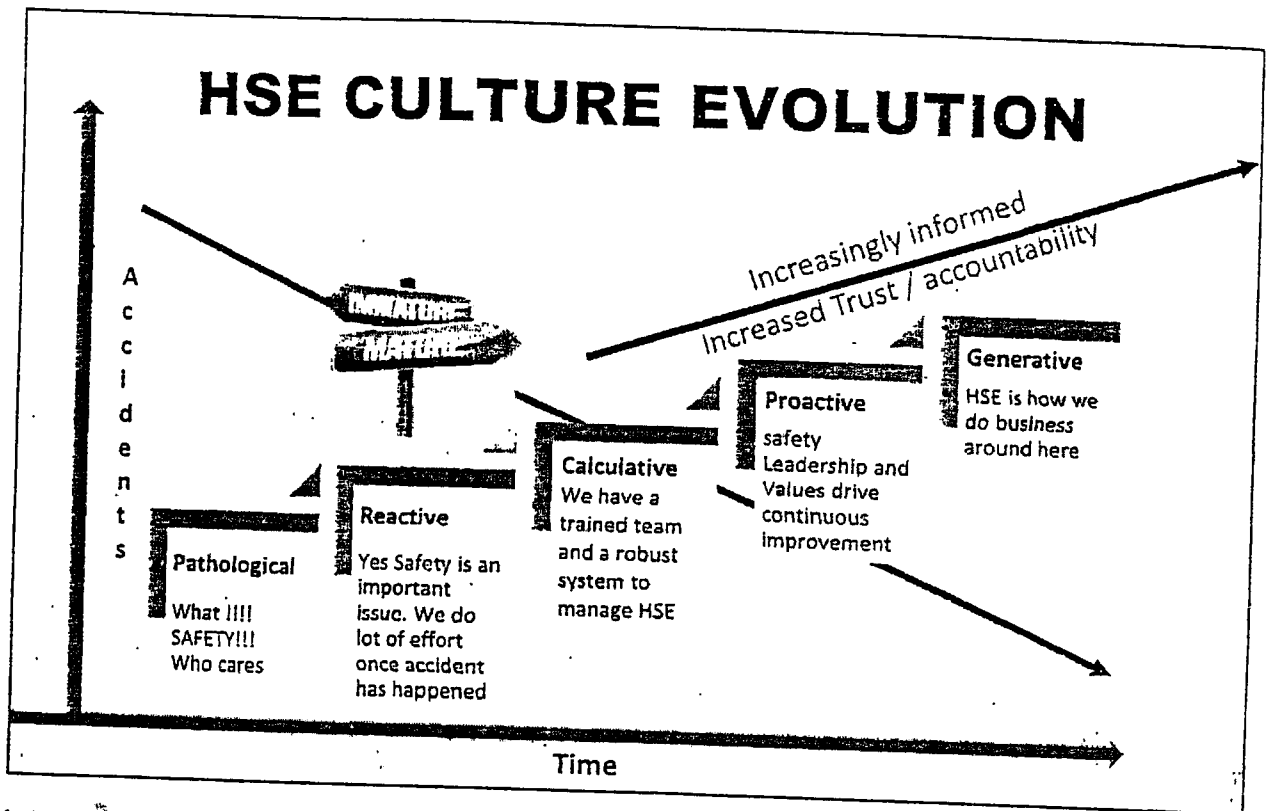 HSE CULTURE EVOLUTION
Accidents
Increasingly informed
Increased Trust / accountability
Pathological
What !!!!
SAFETY!!!
Who cares
Reactive
Yes Safety is an
important
issue. We do
lot of effort
once accident
has happened
Calculative
We have a
trained team
and a robust
system to
manage HSE
Proactive
safety
Leadership and
Values drive
continuous
improvement
Generative
HSE is how we
do business
around here
Time